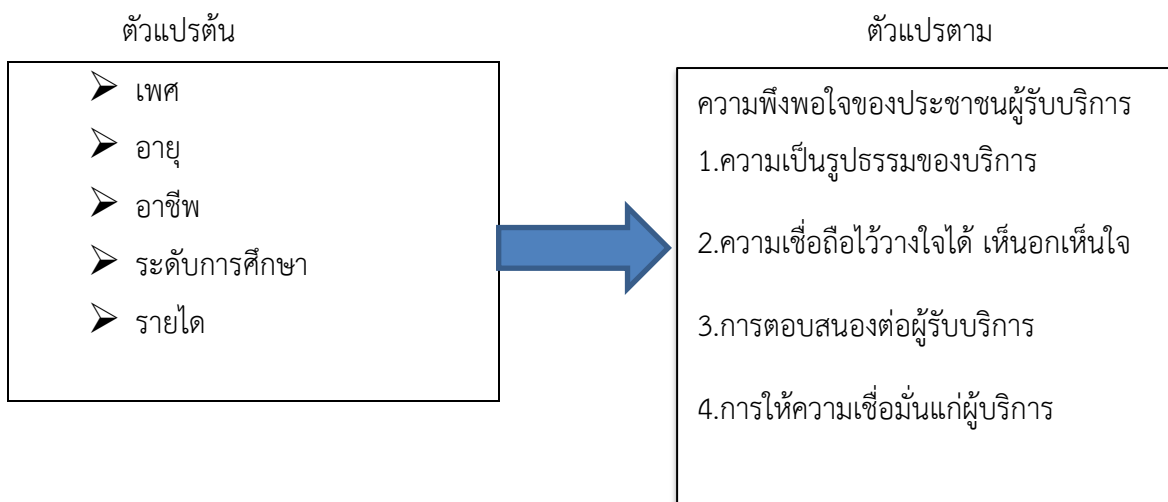 ตัวแปรต้น
เพศ
อายุ
อาชีพ
ระดับการศึกษา
รายได
ตัวแปรตาม
ความพึงพอใจของประชาชนผู้รับบริการ
1.ความเป็นรูปธรรมของบริการ
2.ความเชื่อถือไว้วางใจได้ เห็นอกเห็นใจ
3.การตอบสนองต่อผู้รับบริการ
4.การให้ความเชื่อมั่นแก่ผู้บริการ